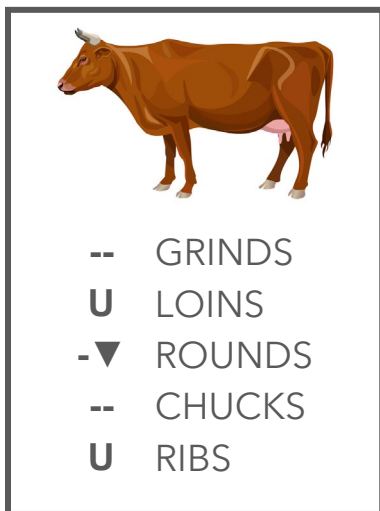 -- GRINDS
U LOINS
-▼ ROUNDS
-- CHUCKS
U RIBS